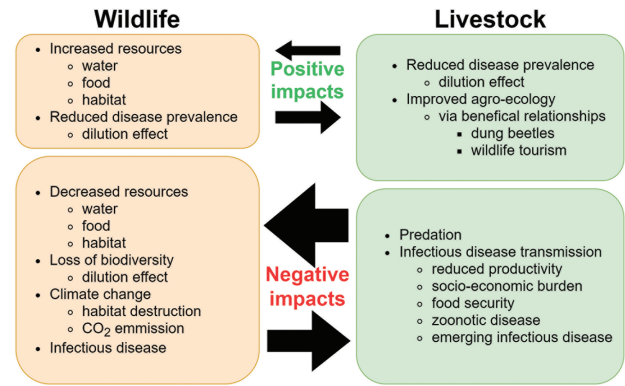 Wildlife
Livestock
Increased resources
water
food
habitat
Reduced disease prevalence
dilution effect
Positive
impacts
Reduced disease prevalence
dilution effect
Improved agro-ecology
via benefical relationships
dung beetles
wildlife tourism
Decreased resources
water
food
habitat
Loss of biodiversity
dilution effect
Climate change
habitat destruction
CO2 emmission
Infectious disease
Negative
impacts
Predation
Infectious disease transmission
reduced productivity
socio-economic burden
food security
zoonotic disease
emerging infectious disease